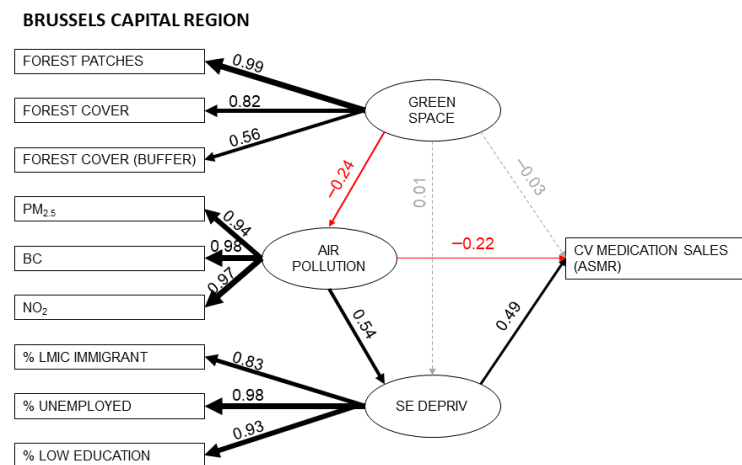 BRUSSELS CAPITAL REGION
FOREST PATCHES
0.99
GREEN
SPACE
FOREST COVER
0.82
FOREST COVER (BUFFER)
0.56
−0.24
0.01
−0.03
PM2.5
0.94
AIR
POLLUTION
−0.22
CV MEDICATION SALES
(ASMR)
BC
0.98
NO2
0.97
0.54
0.49
% LMIC IMMIGRANT
0.83
% UNEMPLOYED
0.98
SE DEPRIV
% LOW EDUCATION
0.93